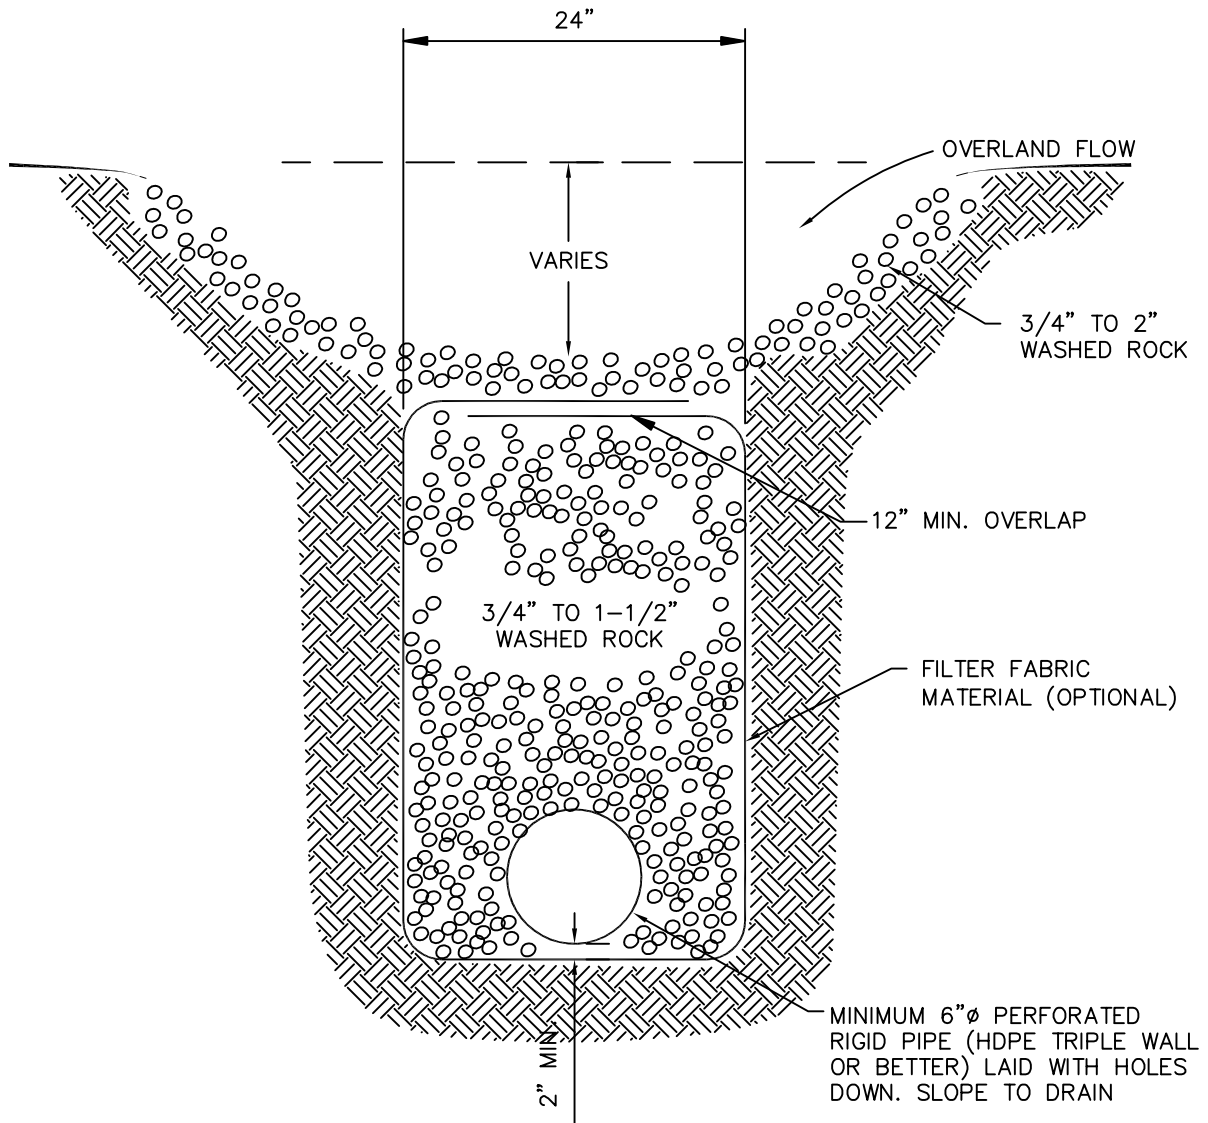 24”
OVERLAND FLOW
VARIES
3/4” TO 2”
WASHED ROCK
12” MIN. OVERLAP
3/4” TO 1-1/2”
WASHED ROCK
FILTER FABRIC
MATERIAL (OPTIONAL)
MINIMUM 6”ø PERFORATED
RIGID PIPE (HDPE TRIPLE WALL
OR BETTER) LAID WITH HOLES
DOWN. SLOPE TO DRAIN
2” MIN.